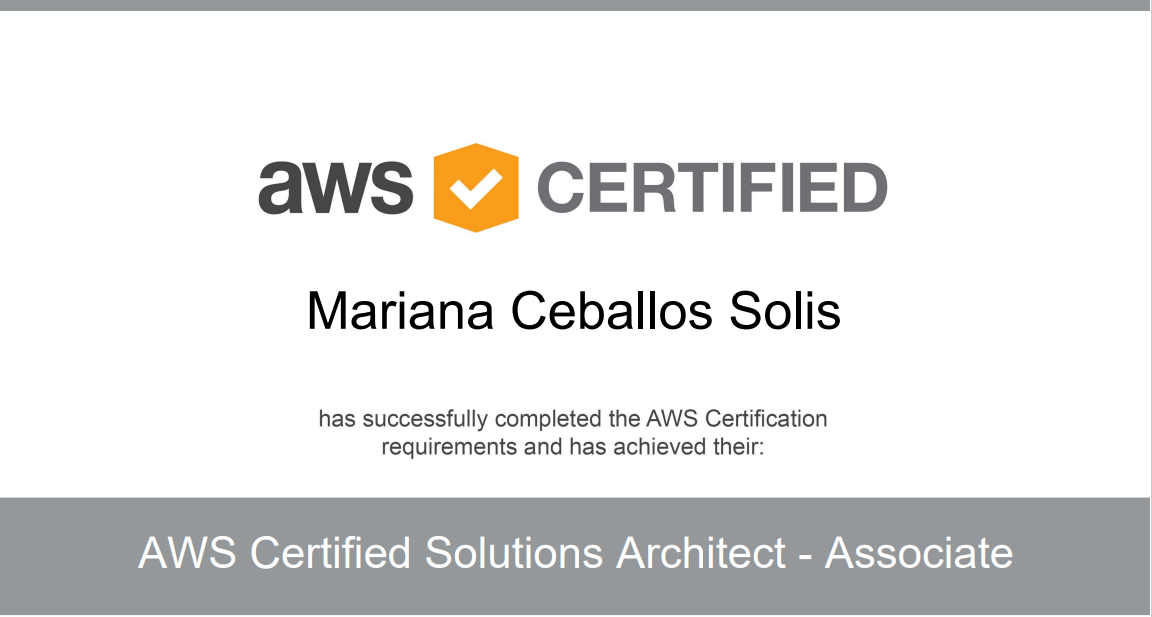 aws CERTIFIED
Mariana Ceballos Solis
has successfully completed the AWS Certification
requirements and has achieved their:
AWS Certified Solutions Architect - Associate